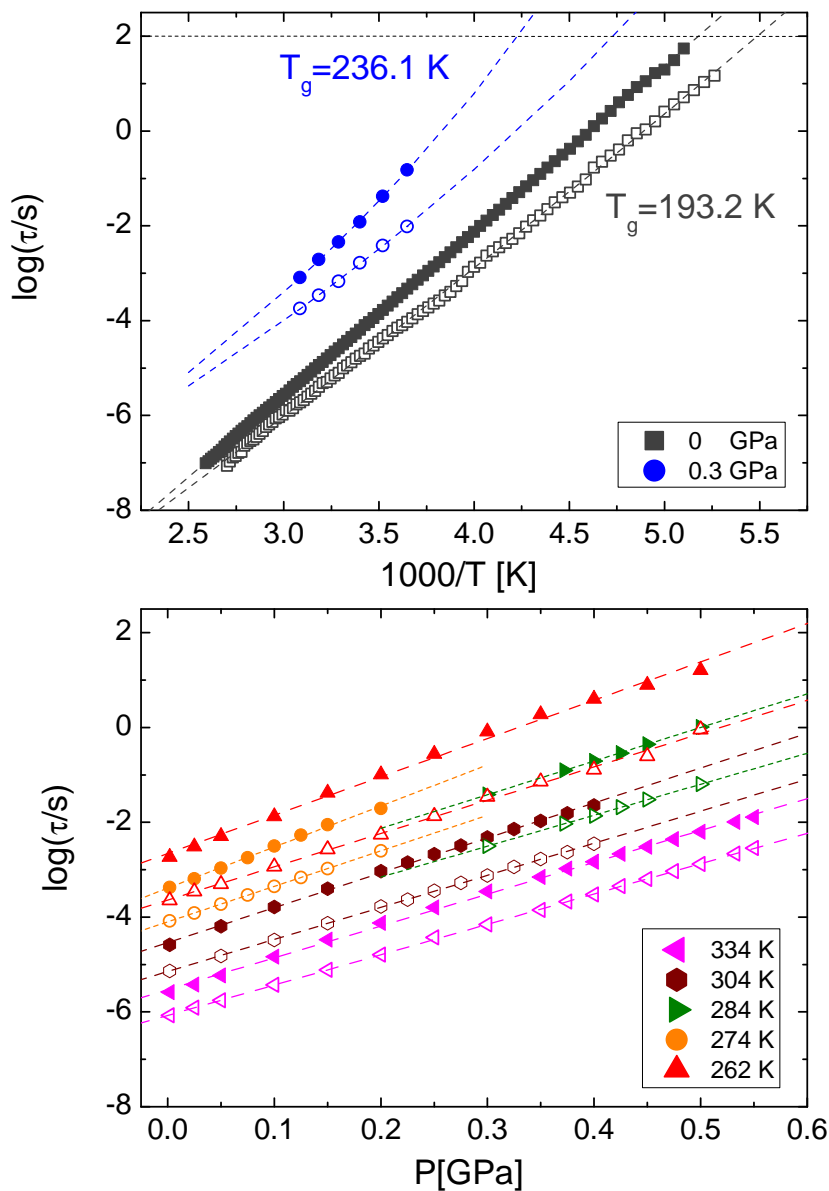 2
T_g=236.1 K
0
-2
T_g=193.2 K
log(τ/s)
-4
-6
0 GPa
0.3 GPa
-8
2.5 3.0 3.5 4.0 4.5 5.0 5.5
1000/T [K]
2
0
-2
log(τ/s)
-4
-6
334 K
304 K
284 K
274 K
262 K
-8
0.0 0.1 0.2 0.3 0.4 0.5 0.6
P[GPa]